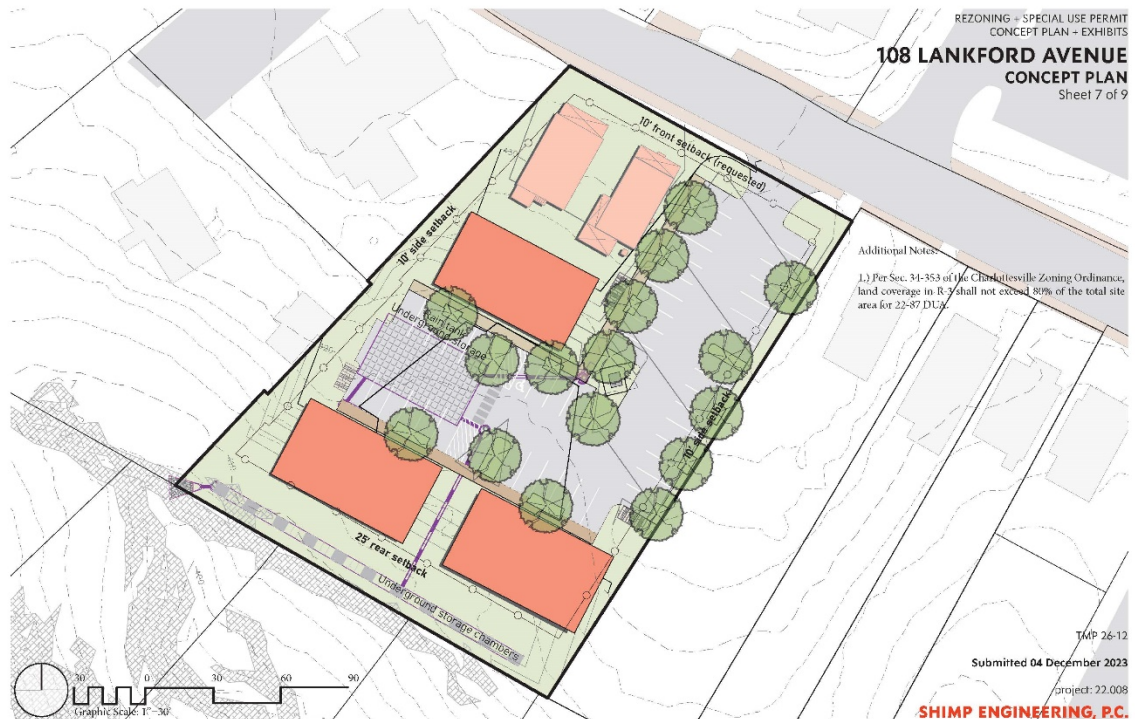 REZONING + SPECIAL USE PERMIT
CONCEPT PLAN + EXHIBITS
108 LANKFORD AVENUE
CONCEPT PLAN
Sheet 7 of 9
10' front setback (requested)
10' side setback
Additional Notes:
1.) Per Sec. 34-353 of the Charlottesville Zoning Ordinance,
land coverage in R-3 shall not exceed 80% of the total site
area for 22-87 DUA.
Underground storage
10' side setback
25' rear setback
Underground storage chambers
TMP 26-12
Submitted 04 December 2023
30 0 30 60 90
Graphic Scale: 1"=30'
project: 22.008
SHIMP ENGINEERING, P.C.